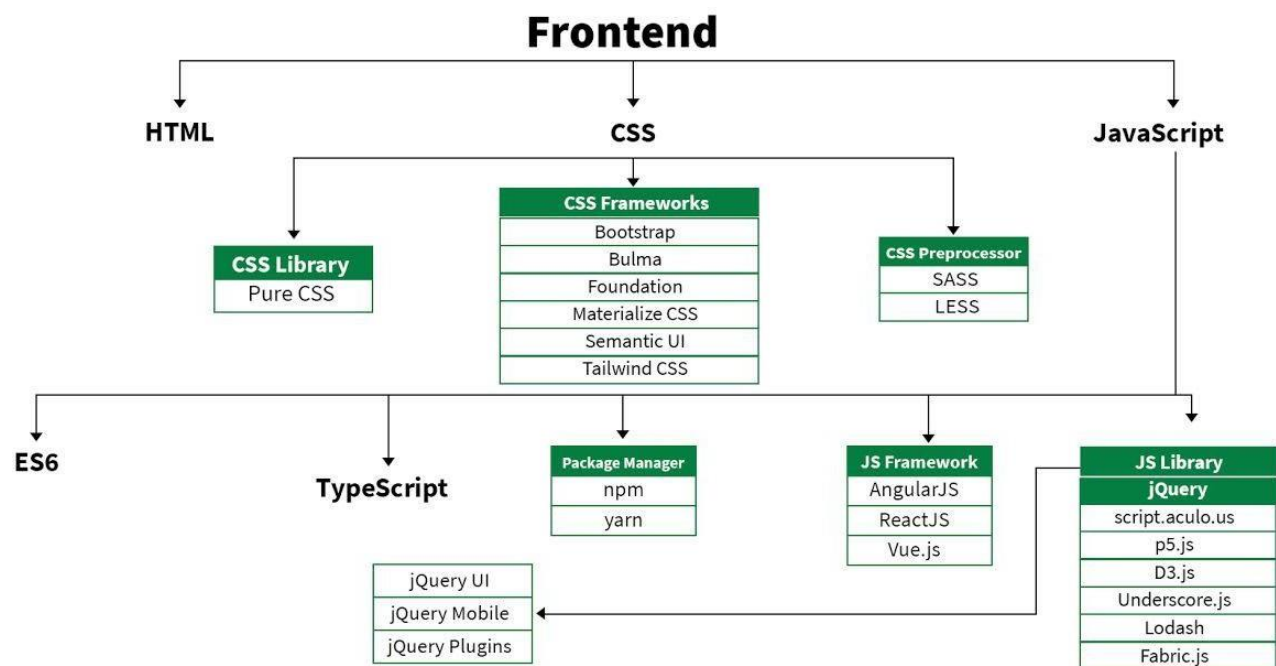 Frontend
HTML
CSS
JavaScript
CSS Library
Pure CSS
CSS Frameworks
Bootstrap
Bulma
Foundation
Materialize CSS
Semantic UI
Tailwind CSS
CSS Preprocessor
SASS
LESS
ES6
TypeScript
Package Manager
npm
yarn
JS Framework
AngularJS
ReactJS
Vue.js
JS Library
jQuery
script.aculo.us
p5.js
D3.js
Underscore.js
Lodash
Fabric.js
jQuery UI
jQuery Mobile
jQuery Plugins